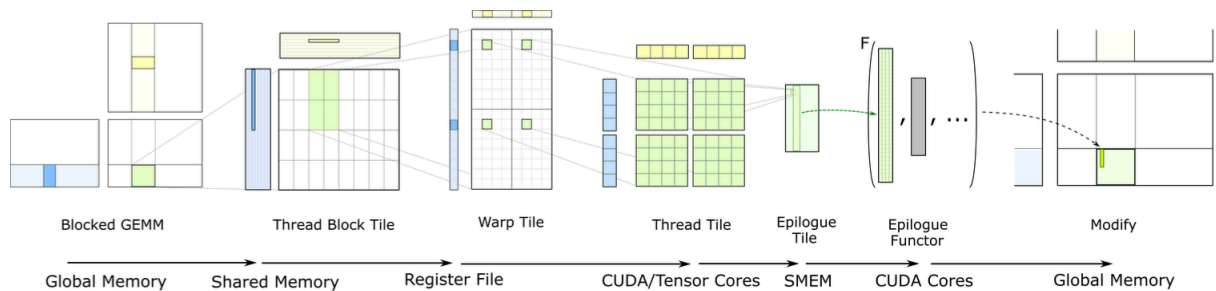 F
, , ...
Blocked GEMM
Thread Block Tile
Warp Tile
Thread Tile
Epilogue
Tile
Epilogue
Functor
Modify
Global Memory
Shared Memory
Register File
CUDA/Tensor Cores
SMEM
CUDA Cores
Global Memory